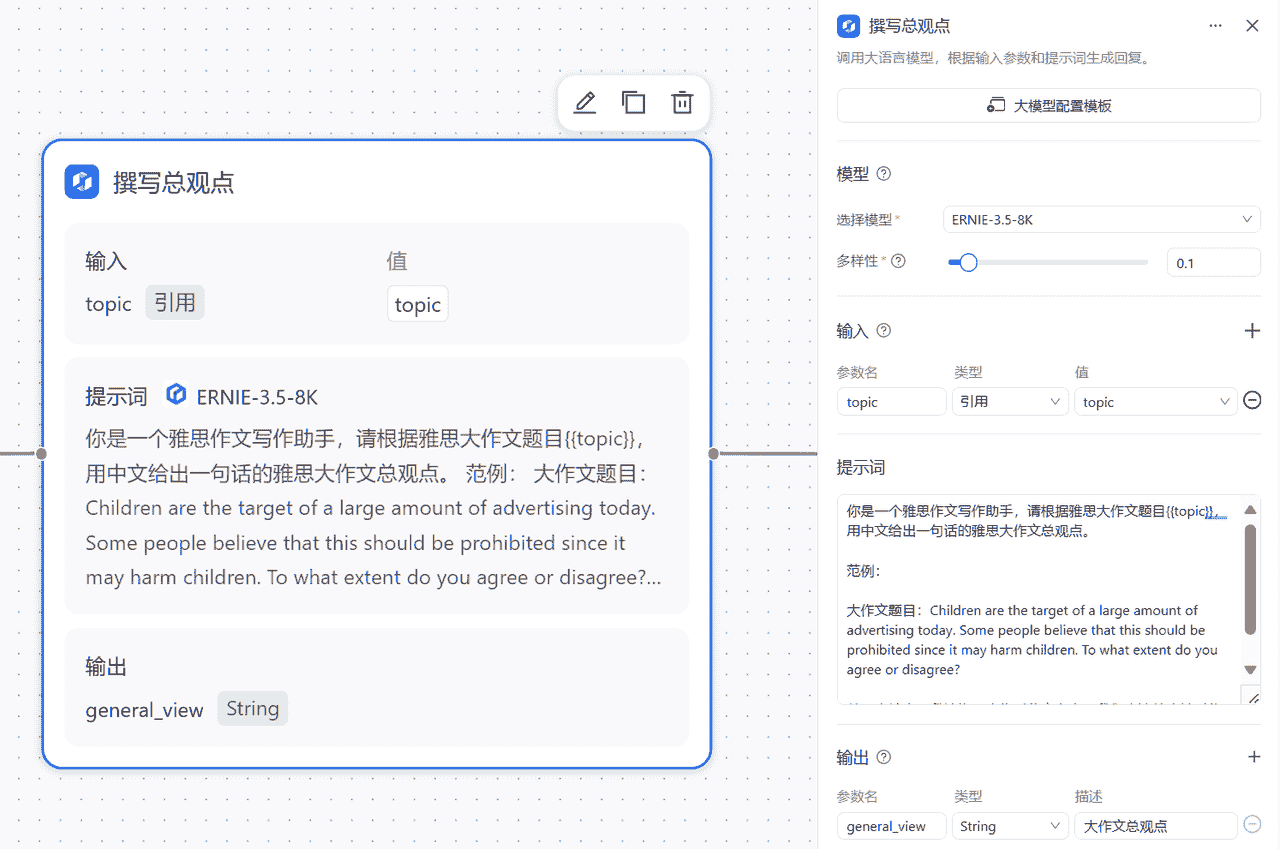 撰写总观点
输入 值
topic 引用 topic
提示词 ERNIE-3.5-8K
你是一个雅思作文写作助手，请根据雅思大作文题目{{topic}}，
用中文给出一句话的雅思大作文总观点。 范例： 大作文题目：
Children are the target of a large amount of advertising today.
Some people believe that this should be prohibited since it
may harm children. To what extent do you agree or disagree?...
输出
general_view String
撰写总观点
调用大语言模型，根据输入参数和提示词生成回复。
大模型配置模板
模型
选择模型*  ERNIE-3.5-8K
多样性* 0.1
输入
参数名 类型 值
topic 引用 topic
提示词
你是一个雅思作文写作助手，请根据雅思大作文题目{{topic}}，
用中文给出一句话的雅思大作文总观点。
范例：
大作文题目：Children are the target of a large amount of
advertising today. Some people believe that this should be
prohibited since it may harm children. To what extent do you
agree or disagree?
输出
参数名 类型 描述
general_view String 大作文总观点